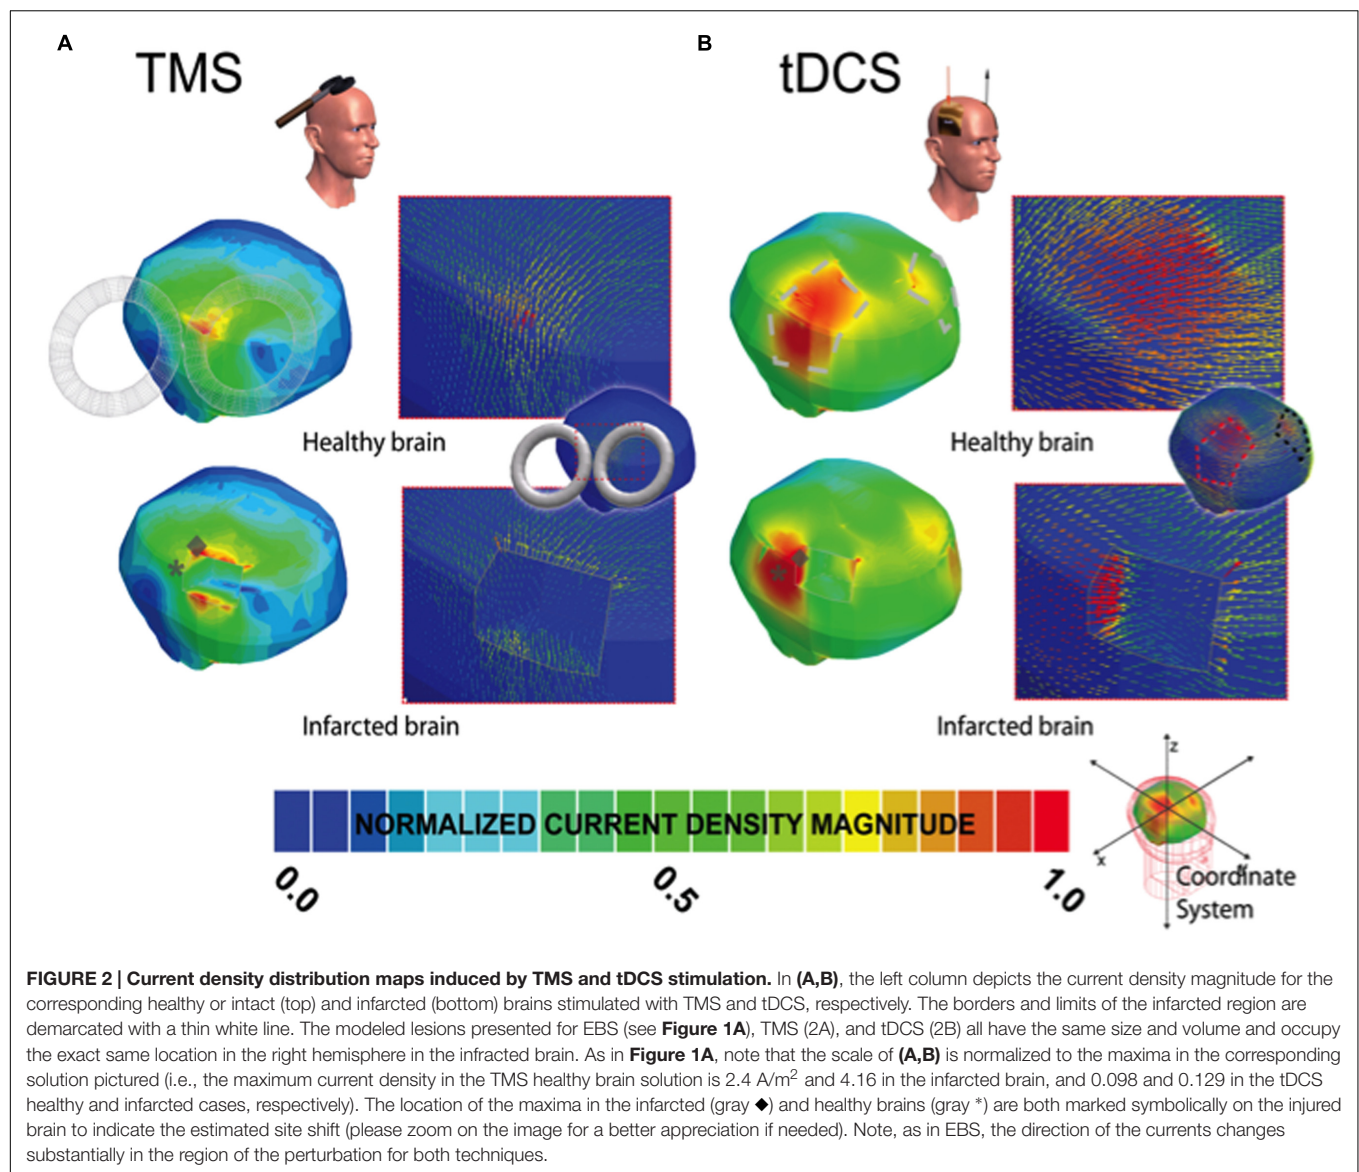 A
B
TMS
tDCS
Healthy brain
Healthy brain
Infarcted brain
Infarcted brain
NORMALIZED CURRENT DENSITY MAGNITUDE
0.0
0.5
1.0
z
x
Coordinate
System
FIGURE 2 | Current density distribution maps induced by TMS and tDCS stimulation. In (A,B), the left column depicts the current density magnitude for the
corresponding healthy or intact (top) and infarcted (bottom) brains stimulated with TMS and tDCS, respectively. The borders and limits of the infarcted region are
demarcated with a thin white line. The modeled lesions presented for EBS (see Figure 1A), TMS (2A), and tDCS (2B) all have the same size and volume and occupy
the exact same location in the right hemisphere in the infracted brain. As in Figure 1A, note that the scale of (A,B) is normalized to the maxima in the corresponding
solution pictured (i.e., the maximum current density in the TMS healthy brain solution is 2.4 A/m² and 4.16 in the infarcted brain, and 0.098 and 0.129 in the tDCS
healthy and infarcted cases, respectively). The location of the maxima in the infarcted (gray ◆) and healthy brains (gray *) are both marked symbolically on the injured
brain to indicate the estimated site shift (please zoom on the image for a better appreciation if needed). Note, as in EBS, the direction of the currents changes
substantially in the region of the perturbation for both techniques.